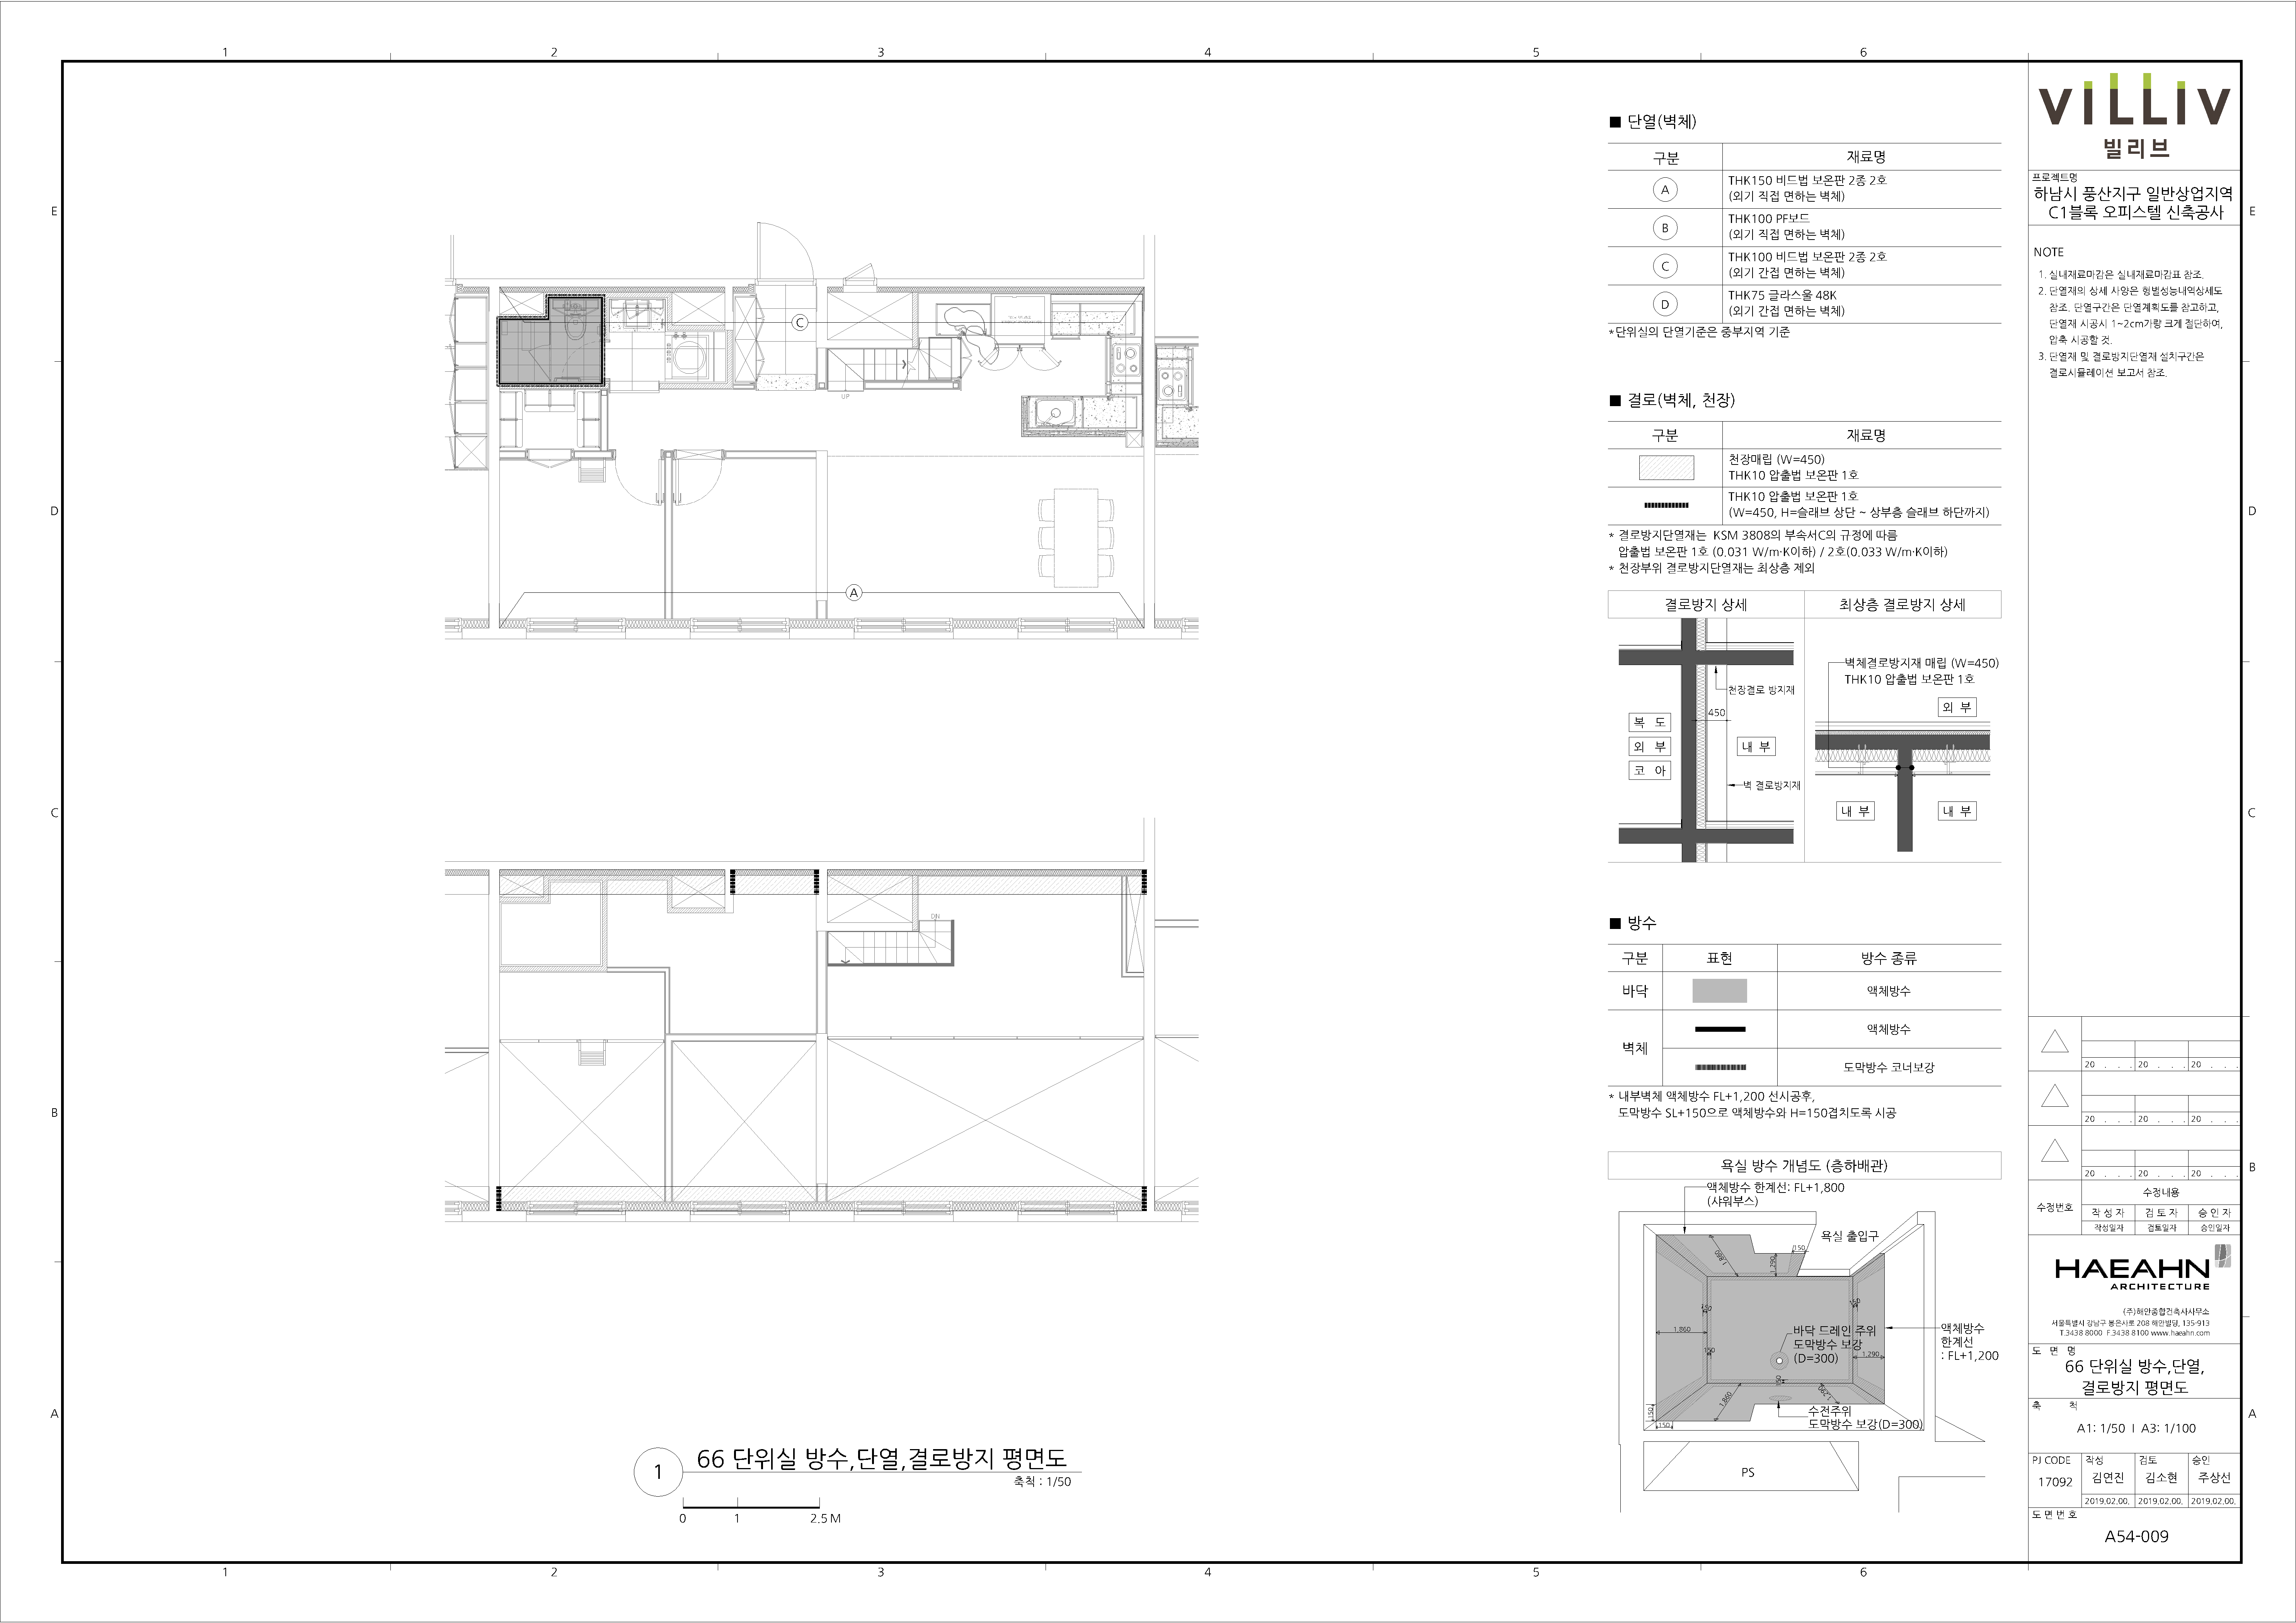 1 2 3 4 5 6
E
D
C
B
A
C
UP
A
DN
1
66 단위실 방수,단열,결로방지 평면도
축척 : 1/50
0 1 2.5 M
■ 단열(벽체)
구분 재료명
A THK150 비드법 보온판 2종 2호
(외기 직접 면하는 벽체)
B THK100 PF보드
(외기 직접 면하는 벽체)
C THK100 비드법 보온판 2종 2호
(외기 간접 면하는 벽체)
D THK75 글라스울 48K
(외기 간접 면하는 벽체)
*단위실의 단열기준은 중부지역 기준
■ 결로(벽체, 천장)
구분 재료명
천장매립 (W=450)
THK10 압출법 보온판 1호
THK10 압출법 보온판 1호
(W=450, H=슬래브 상단 ~ 상부층 슬래브 하단까지)
* 결로방지단열재는 KSM 3808의 부속서C의 규정에 따름
압출법 보온판 1호 (0.031 W/m·K이하) / 2호(0.033 W/m·K이하)
* 천장부위 결로방지단열재는 최상층 제외
결로방지 상세
천장결로 방지재
450
복 도
외 부
코 아
내 부
벽 결로방지재
최상층 결로방지 상세
벽체결로방지재 매립 (W=450)
THK10 압출법 보온판 1호
외 부
내 부
내 부
■ 방수
구분 표현 방수 종류
바닥 액체방수
벽체 액체방수
도막방수 코너보강
* 내부벽체 액체방수 FL+1,200 선시공후,
도막방수 SL+150으로 액체방수와 H=150겹치도록 시공
욕실 방수 개념도 (층하배관)
액체방수 한계선: FL+1,800
(샤워부스)
욕실 출입구
1,860
1,290
150
150
150
1,860
150
바닥 드레인 주위
도막방수 보강
(D=300)
1,290
액체방수
한계선
: FL+1,200
150
1,860
1,290
150
150
수전주위
도막방수 보강(D=300)
PS
VILLIV
빌리브
프로젝트명
하남시 풍산지구 일반상업지역
C1블록 오피스텔 신축공사
NOTE
1. 실내재료마감은 실내재료마감표 참조.
2. 단열재의 상세 사양은 형별성능내역상세도
참조. 단열구간은 단열계획도를 참고하고,
단열재 시공시 1~2cm가량 크게 절단하여,
압축 시공할 것.
3. 단열재 및 결로방지단열재 설치구간은
결로시뮬레이션 보고서 참조.
20 . . . 20 . . . 20 . . .
20 . . . 20 . . . 20 . . .
20 . . . 20 . . . 20 . . .
수정번호
수정내용
작 성 자 검 토 자 승 인 자
작성일자 검토일자 승인일자
HAEAHN
ARCHITECTURE
(주)해안종합건축사사무소
서울특별시 강남구 봉은사로 208 해안빌딩, 135-913
T.3438 8000 F.3438 8100 www.haeahn.com
도 면 명
66 단위실 방수,단열,
결로방지 평면도
축 척
A1: 1/50 I A3: 1/100
PJ CODE 작성 검토 승인
17092 김연진 김소현 주상선
2019.02.00. 2019.02.00. 2019.02.00.
도 면 번 호
A54-009
E
D
C
B
A
1 2 3 4 5 6